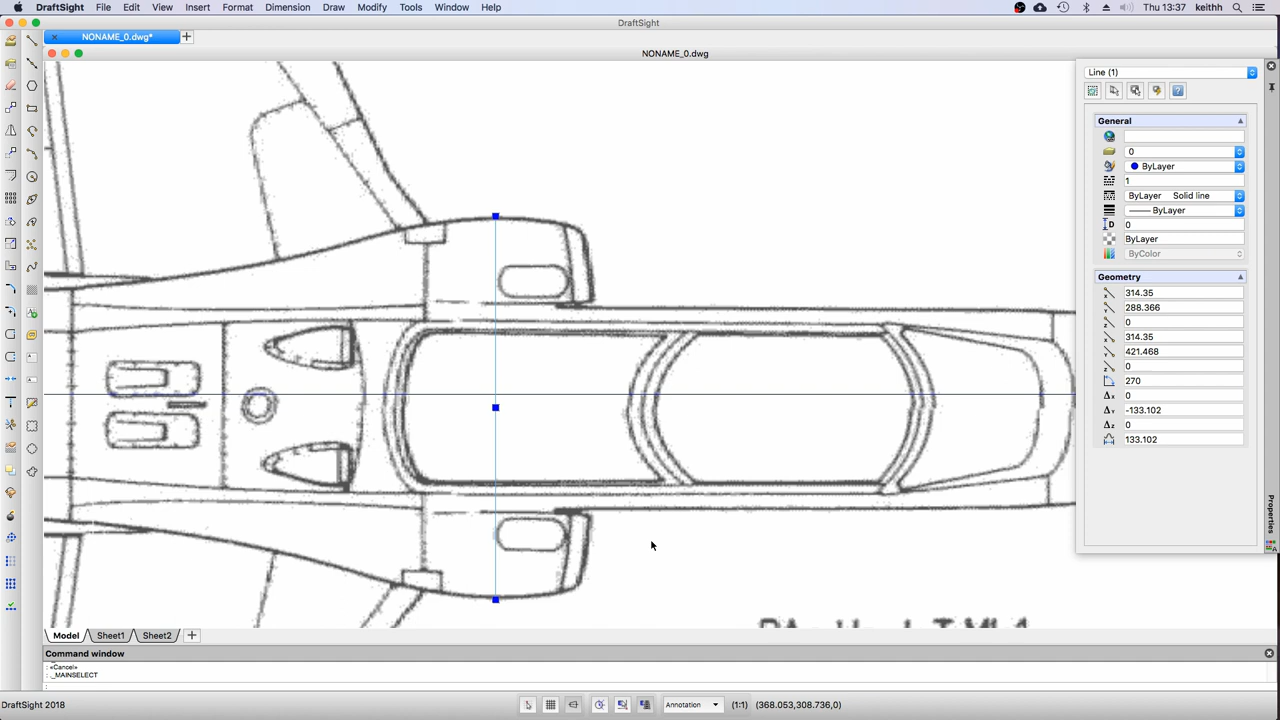 DraftSight File Edit View Insert Format Dimension Draw Modify Tools Window Help
Thu 13:37 keithh
DraftSight
NONAME_0.dwg*
NONAME_0.dwg
Line (1)
General
0
ByLayer
1
ByLayer Solid line
ByLayer
0
ByLayer
ByColor
Geometry
314.35
288.366
0
314.35
421.468
0
270
0
-133.102
0
133.102
Properties
Model Sheet1 Sheet2
Command window
: «Cancel»
: _MAINSELECT
:
DraftSight 2018
Annotation (1:1) (368.053,308.736,0)